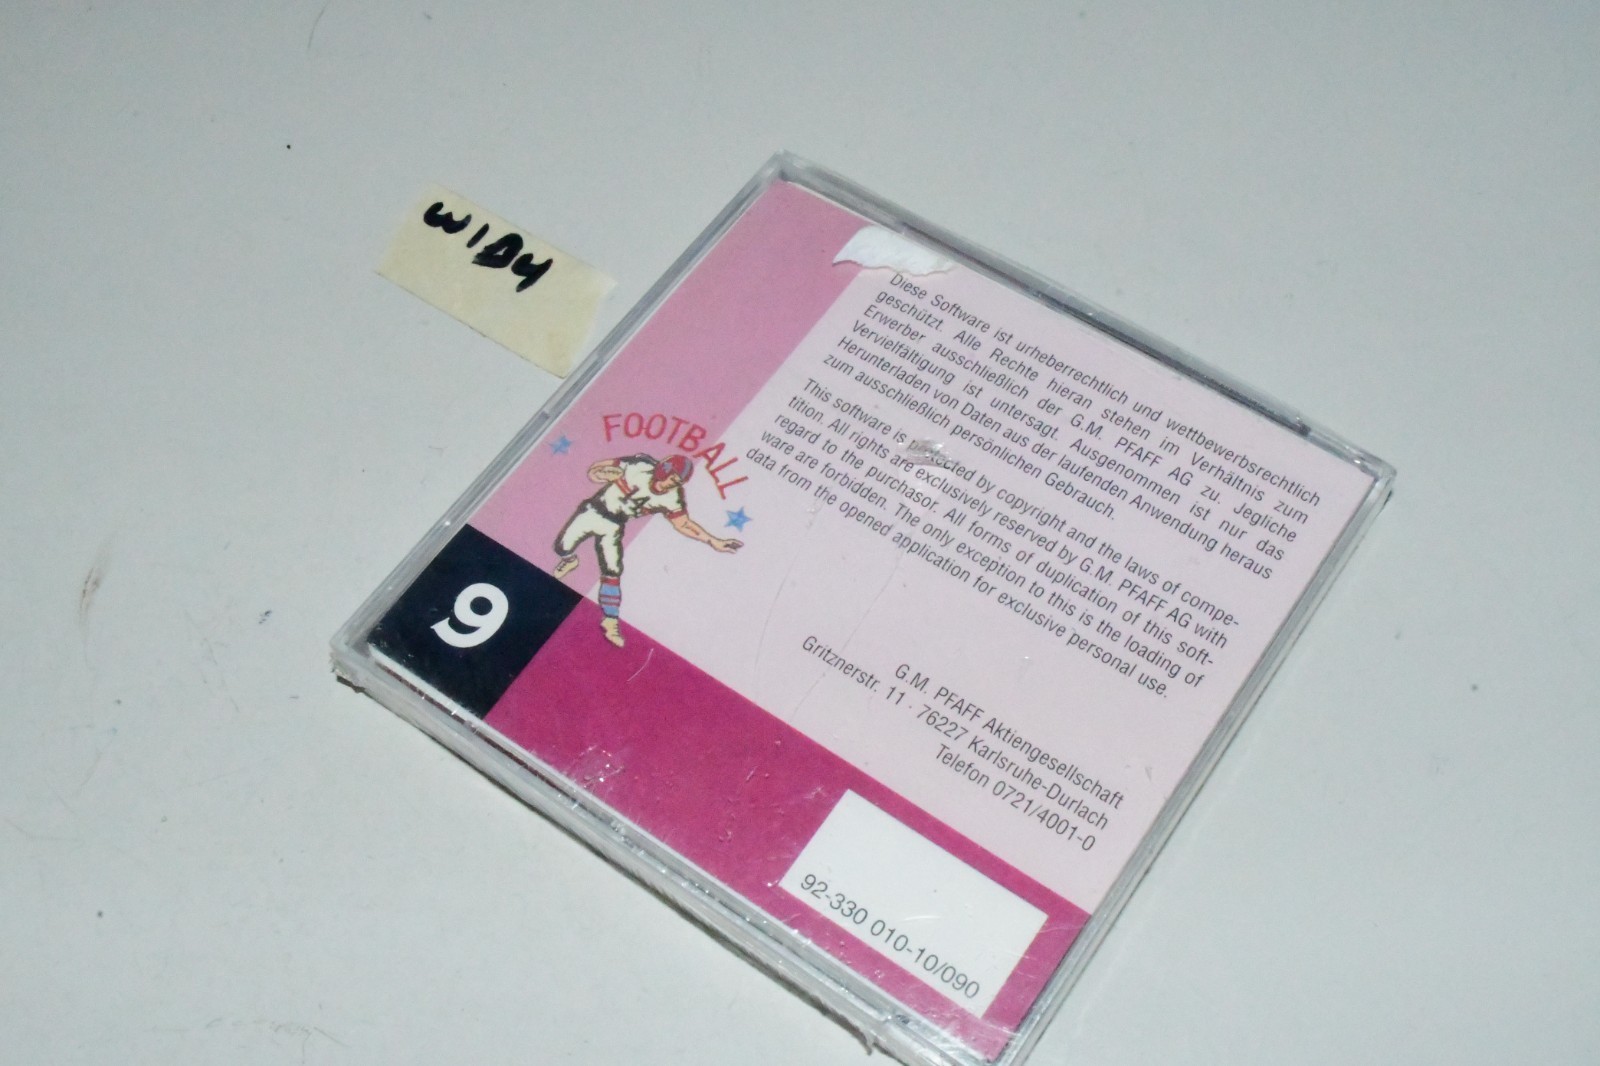 W1B4
Diese Software ist urheberrechtlich und wettbewerbsrechtlich
geschützt. Alle Rechte hieran stehen im Verhältnis zum
Erwerber ausschließlich der G.M. PFAFF AG zu. Jegliche
Vervielfältigung ist untersagt. Ausgenommen ist nur das
Herunterladen von Daten aus der laufenden Anwendung heraus
zum ausschließlich persönlichen Gebrauch.
This software is protected by copyright and the laws of compe-
tition. All rights are exclusively reserved by G.M. PFAFF AG with
regard to the purchasor. All forms of duplication of this soft-
ware are forbidden. The only exception to this is the loading of
data from the opened application for exclusive personal use.
FOOTBALL
14
9
G.M. PFAFF Aktiengesellschaft
Gritznerstr. 11 · 76227 Karlsruhe-Durlach
Telefon 0721/4001-0
92-330 010-10/090